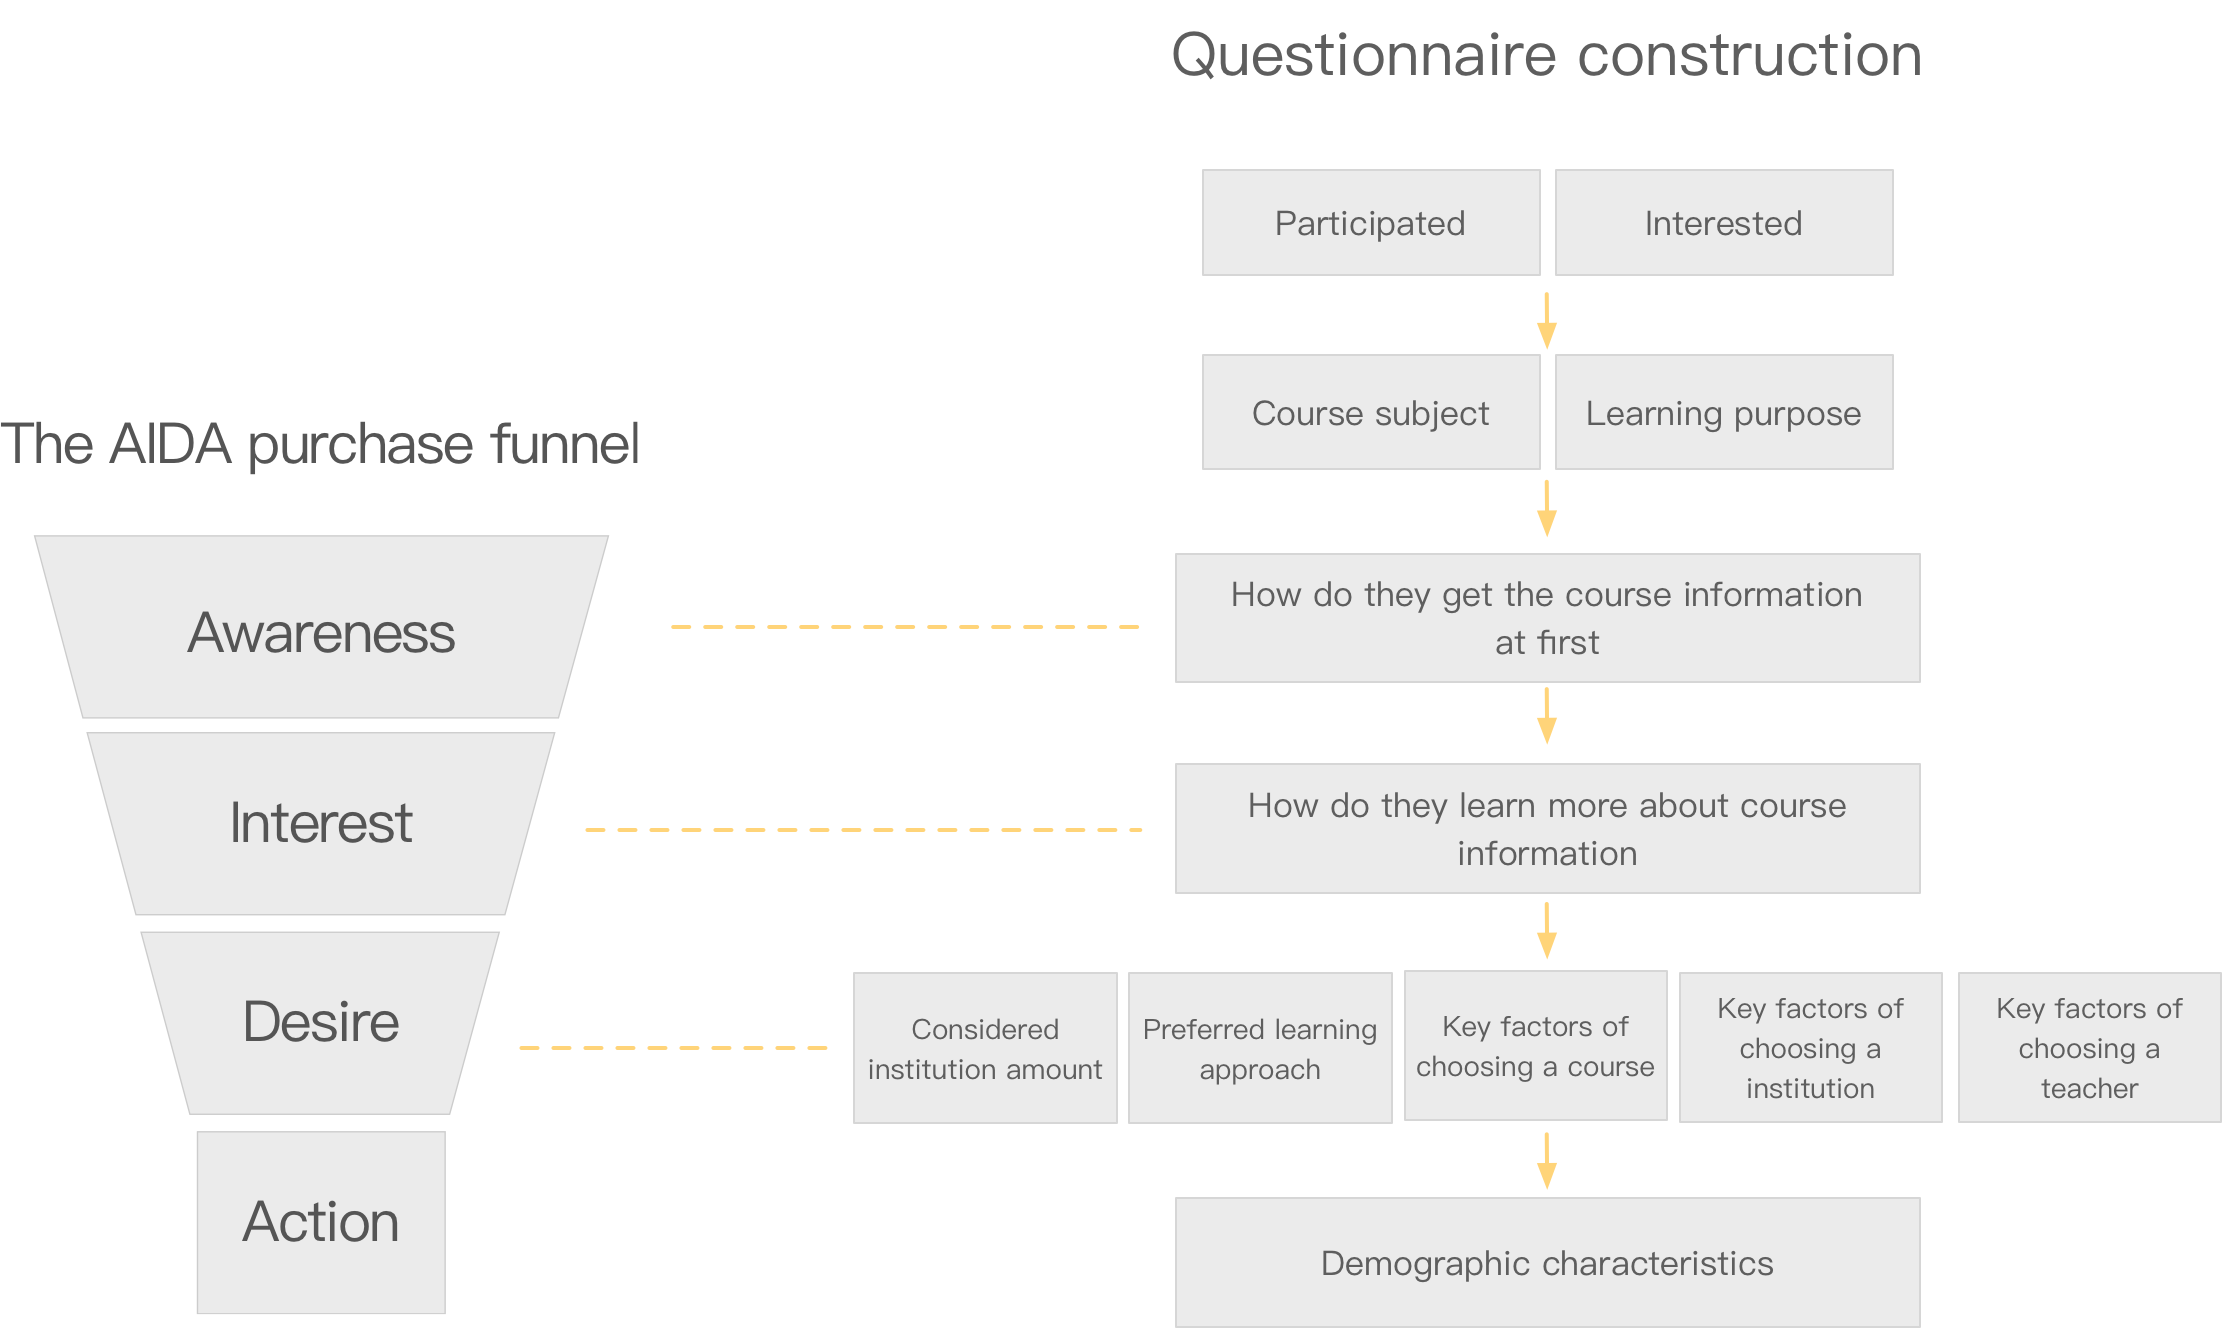 Questionnaire construction
Participated
Interested
Course subject
Learning purpose
The AIDA purchase funnel
Awareness
How do they get the course information
at first
Interest
How do they learn more about course
information
Desire
Considered
institution amount
Preferred learning
approach
Key factors of
choosing a course
Key factors of
choosing a
institution
Key factors of
choosing a
teacher
Action
Demographic characteristics